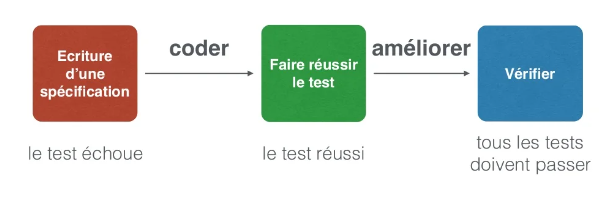 coder
améliorer
Ecriture
d'une
spécification
Faire réussir
le test
Vérifier
le test échoue
le test réussi
tous les tests
doivent passer